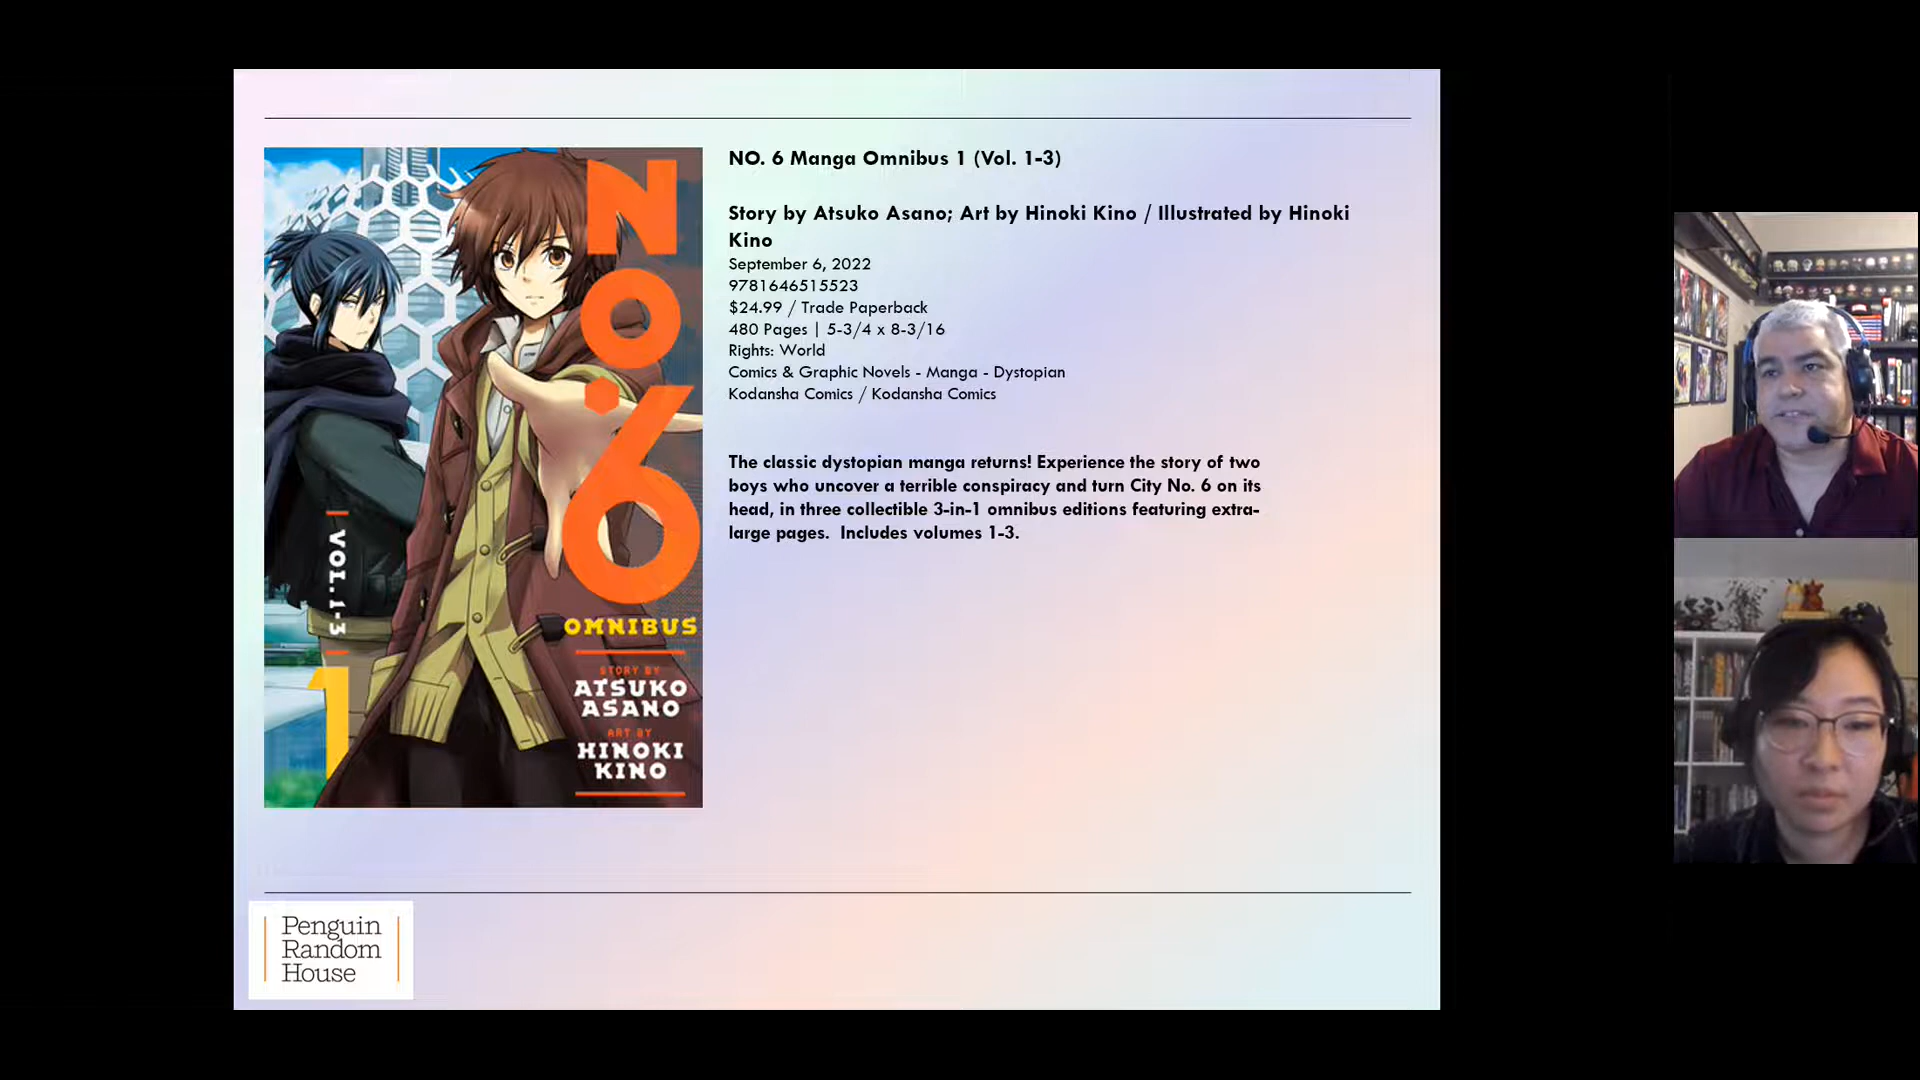 NO. 6 Manga Omnibus 1 (Vol. 1-3)
Story by Atsuko Asano; Art by Hinoki Kino / Illustrated by Hinoki
Kino
September 6, 2022
9781646515523
$24.99 / Trade Paperback
480 Pages | 5-3/4 x 8-3/16
Rights: World
Comics & Graphic Novels - Manga - Dystopian
Kodansha Comics / Kodansha Comics
The classic dystopian manga returns! Experience the story of two
boys who uncover a terrible conspiracy and turn City No. 6 on its
head, in three collectible 3-in-1 omnibus editions featuring extra-
large pages.  Includes volumes 1-3.
NO.6
VOL. 1-3
1
OMNIBUS
STORY BY
ATSUKO
ASANO
ART BY
HINOKI
KINO
Penguin
Random
House